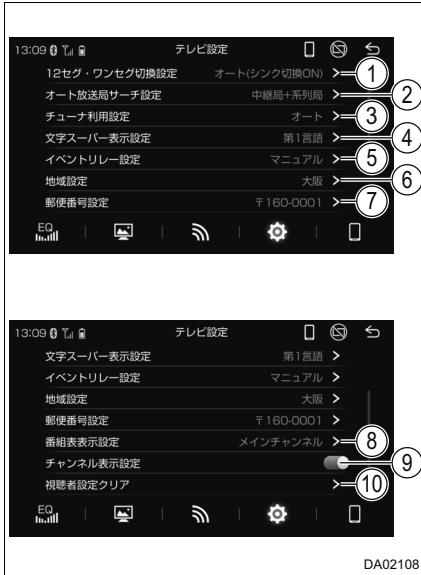 13:09 テレビ設定
12セグ・ワンセグ切換設定 オート(シンク切換ON) > 1
オート放送局サーチ設定 中継局+系列局 > 2
チューナ利用設定 オート > 3
文字スーパー表示設定 第1言語 > 4
イベントリレー設定 マニュアル > 5
地域設定 大阪 > 6
郵便番号設定 〒160-0001 > 7
EQ
13:09 テレビ設定
文字スーパー表示設定 第1言語 >
イベントリレー設定 マニュアル >
地域設定 大阪 >
郵便番号設定 〒160-0001 >
番組表表示設定 メインチャンネル > 8
チャンネル表示設定 9
視聴者設定クリア > 10
EQ
DA02108